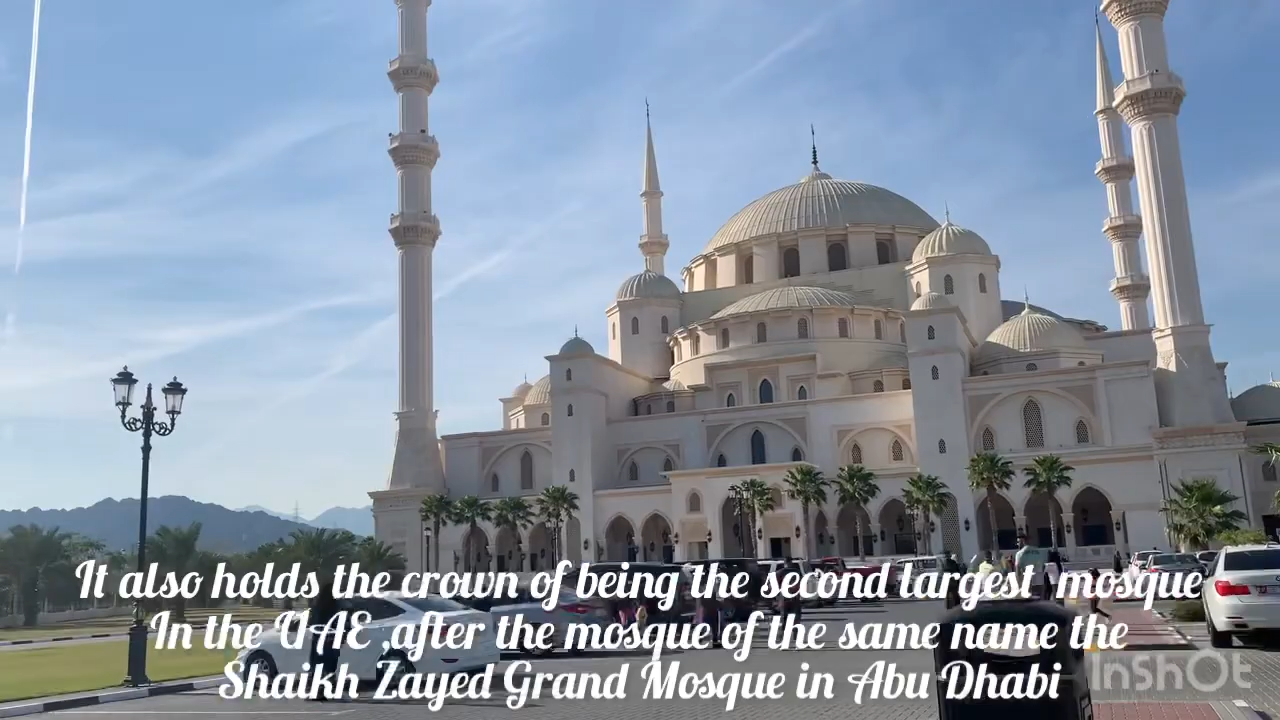 It also holds the crown of being the second largest mosque
In the UAE ,after the mosque of the same name the
Shaikh Zayed Grand Mosque in Abu Dhabi
InshOt